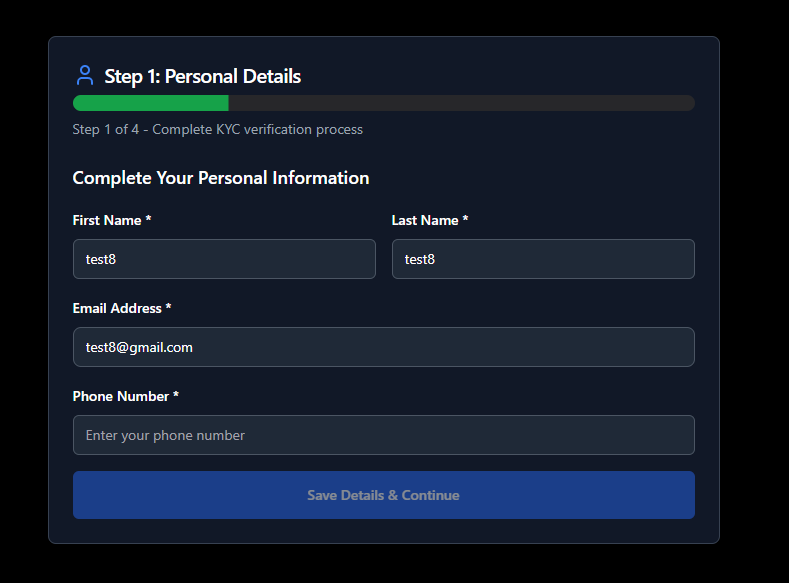 Step 1: Personal Details
Step 1 of 4 - Complete KYC verification process
Complete Your Personal Information
First Name *
Last Name *
test8
test8
Email Address *
test8@gmail.com
Phone Number *
Enter your phone number
Save Details & Continue